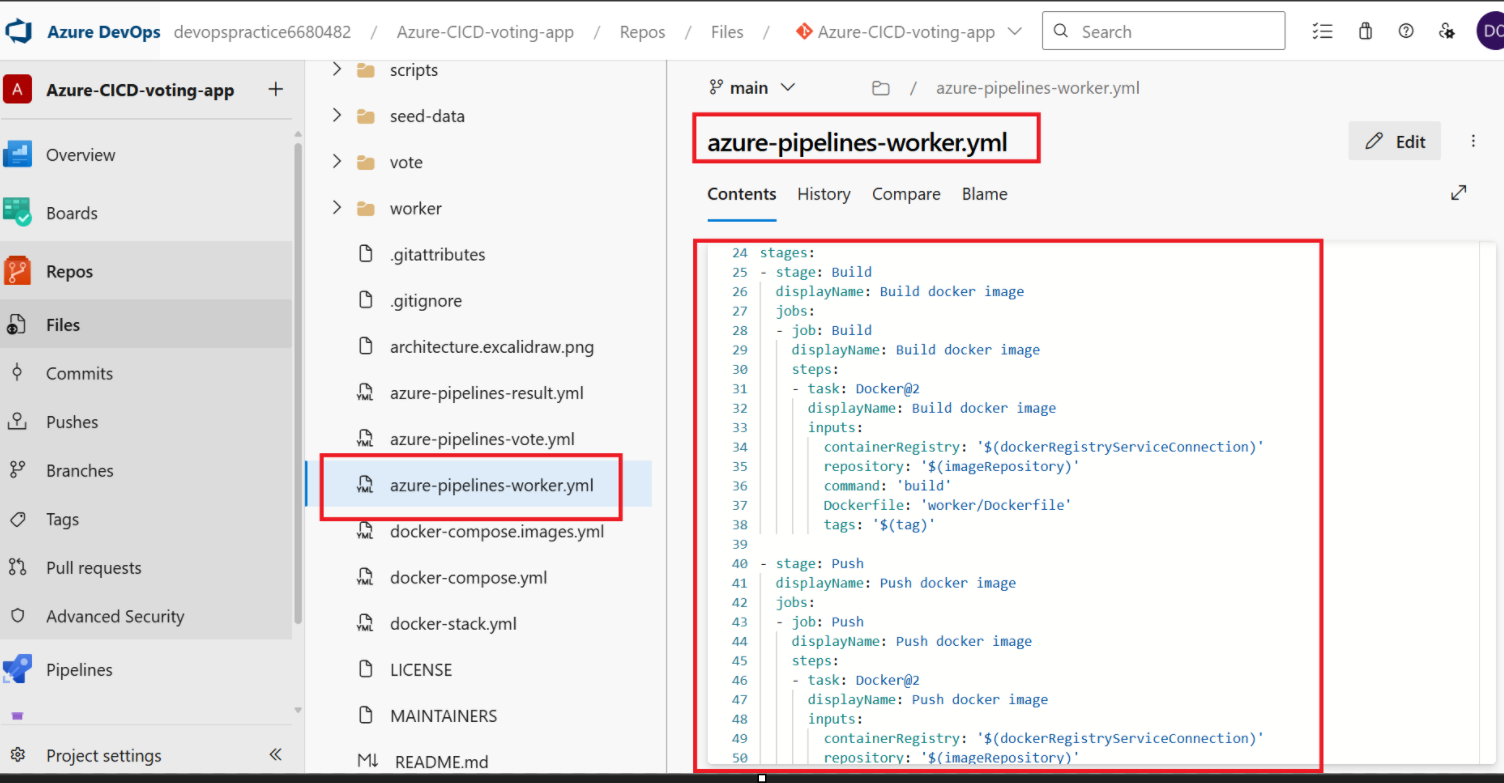 Azure DevOps devopspractice6680482 / Azure-CICD-voting-app / Repos / Files / Azure-CICD-voting-app Search DO
A Azure-CICD-voting-app +
Overview
Boards
Repos
Files
Commits
Pushes
Branches
Tags
Pull requests
Advanced Security
Pipelines
Project settings
scripts
seed-data
vote
worker
.gitattributes
.gitignore
architecture.excalidraw.png
YML azure-pipelines-result.yml
YML azure-pipelines-vote.yml
YML azure-pipelines-worker.yml
YML docker-compose.images.yml
YML docker-compose.yml
YML docker-stack.yml
LICENSE
MAINTAINERS
M↓ README.md
main / azure-pipelines-worker.yml
azure-pipelines-worker.yml
Edit
Contents History Compare Blame
24 stages:
25 - stage: Build
26 displayName: Build docker image
27 jobs:
28 - job: Build
29 displayName: Build docker image
30 steps:
31 - task: Docker@2
32 displayName: Build docker image
33 inputs:
34 containerRegistry: '$(dockerRegistryServiceConnection)'
35 repository: '$(imageRepository)'
36 command: 'build'
37 Dockerfile: 'worker/Dockerfile'
38 tags: '$(tag)'
39
40 - stage: Push
41 displayName: Push docker image
42 jobs:
43 - job: Push
44 displayName: Push docker image
45 steps:
46 - task: Docker@2
47 displayName: Push docker image
48 inputs:
49 containerRegistry: '$(dockerRegistryServiceConnection)'
50 repository: '$(imageRepository)'